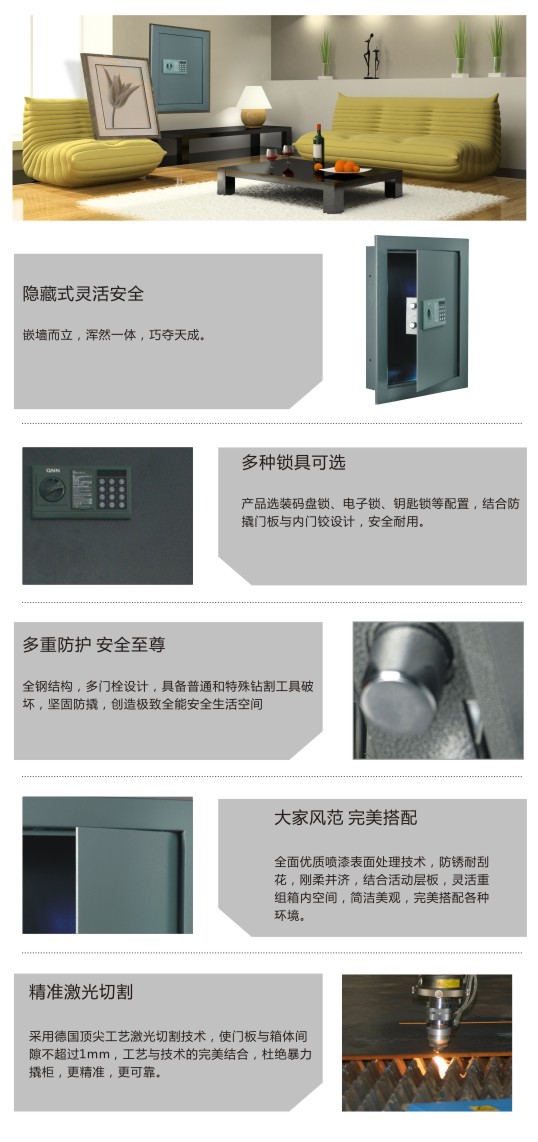 隐藏式灵活安全
嵌墙而立，浑然一体，巧夺天成。
QNN
多种锁具可选
产品选装码盘锁、电子锁、钥匙锁等配置，结合防
撬门板与内门铰设计，安全耐用。
多重防护 安全至尊
全钢结构，多门栓设计，具备普通和特殊钻割工具破
坏，坚固防撬，创造极致全能安全生活空间
大家风范 完美搭配
全面优质喷漆表面处理技术，防锈耐刮
花，刚柔并济，结合活动层板，灵活重
组箱内空间，简洁美观，完美搭配各种
环境。
精准激光切割
采用德国顶尖工艺激光切割技术，使门板与箱体间
隙不超过1mm，工艺与技术的完美结合，杜绝暴力
撬柜，更精准，更可靠。